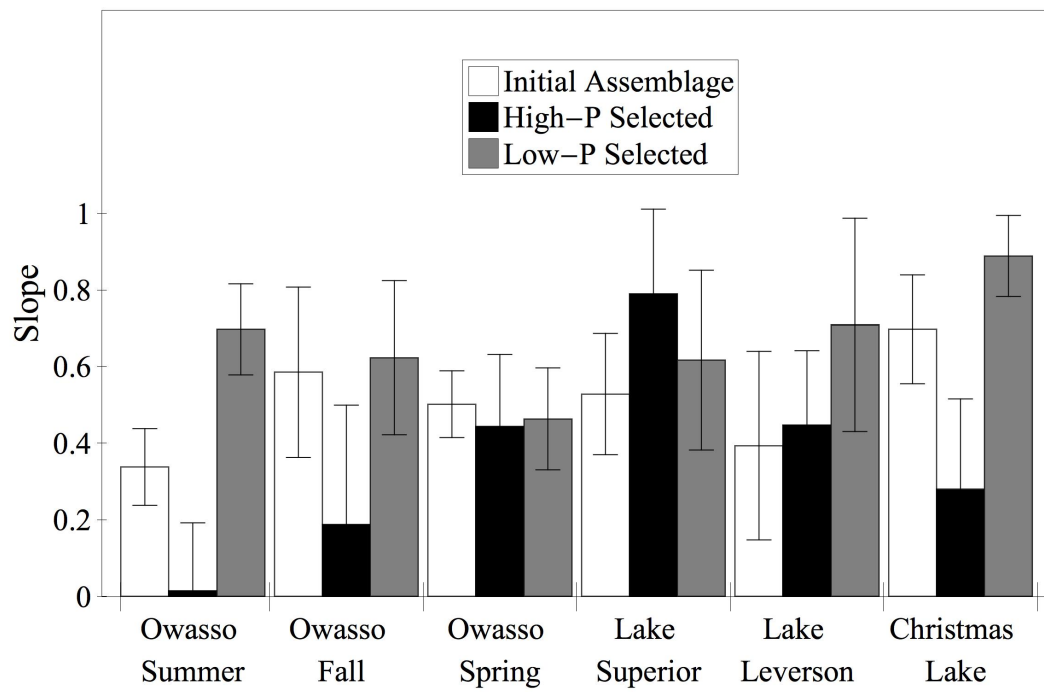 Initial Assemblage
High–P Selected
Low–P Selected
Slope
1
0.8
0.6
0.4
0.2
0
Owasso Owasso Owasso Lake Lake Christmas
Summer Fall Spring Superior Leverson Lake